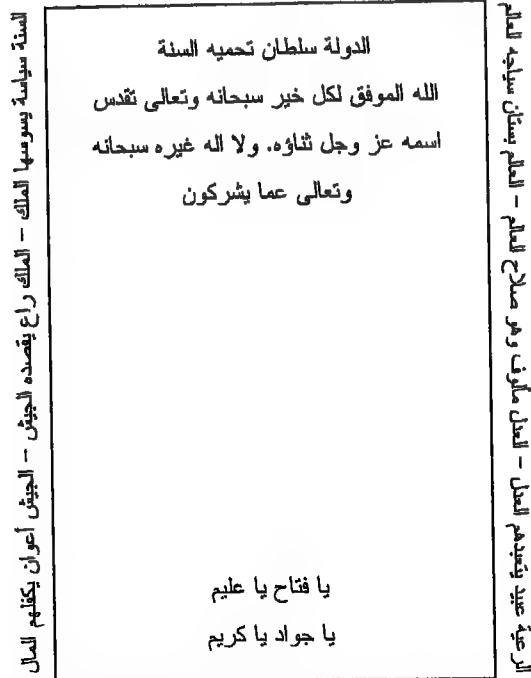 الدولة سلطان تحميه السنة
الله الموفق لكل خير سبحانه وتعالى تقدس
اسمه عز وجل ثناؤه. ولا اله غيره سبحانه
وتعالى عما يشركون
يا فتاح يا عليم
يا جواد يا كريم
السنة سياسة يسوسها الملك – الملك راع يقصده الجيش – الجيش أعوان يكفلهم المال
الرعية عبيد يتعبدهم العدل – العدل مألوف وهو صلاح العالم – العالم بستان سياجه للعالم